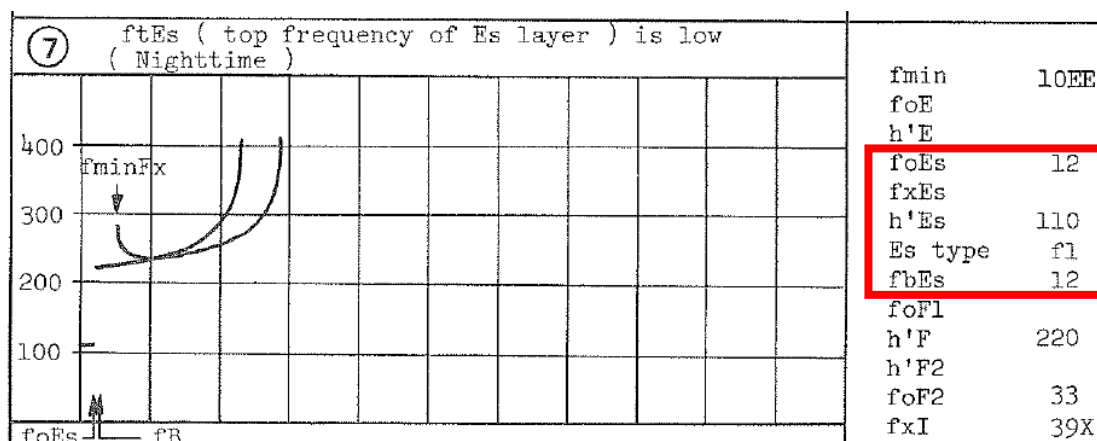 7 ftEs ( top frequency of Es layer ) is low
( Nighttime )
400
fminFx
300
200
100
foEs fB
fmin 10EE
foE
h'E
foEs 12
fxEs
h'Es 110
Es type f1
fbEs 12
foF1
h'F 220
h'F2
foF2 33
fxI 39X